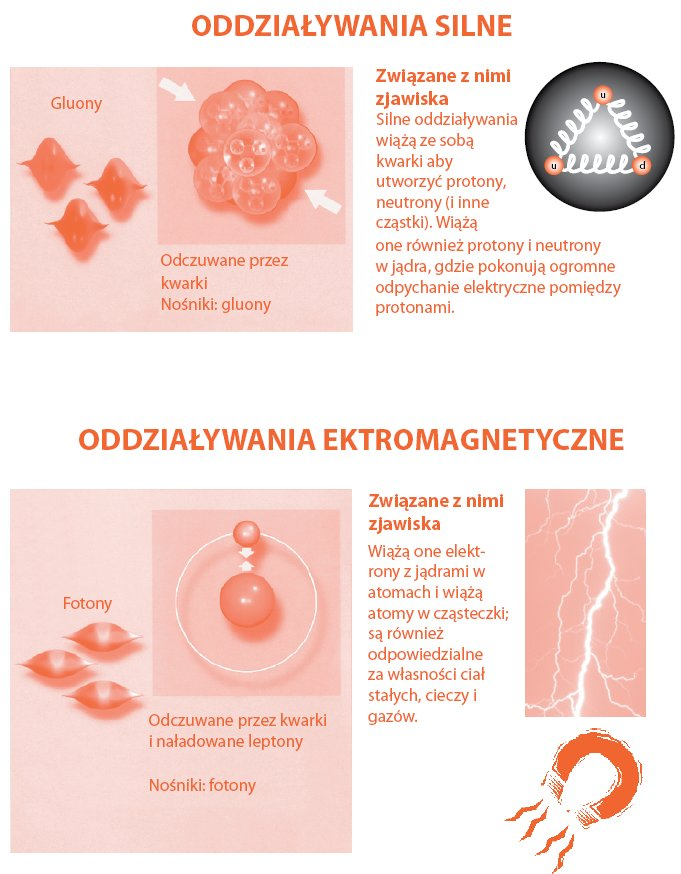 ODDZIAŁYWANIA SILNE
Gluony
Odczuwane przez
kwarki
Nośniki: gluony
Związane z nimi
zjawiska
Silne oddziaływania
wiążą ze sobą
kwarki aby
utworzyć protony,
neutrony (i inne
cząstki). Wiążą
one również protony i neutrony
w jądra, gdzie pokonują ogromne
odpychanie elektryczne pomiędzy
protonami.
u
u
d
ODDZIAŁYWANIA EKTROMAGNETYCZNE
Fotony
Odczuwane przez kwarki
i naładowane leptony
Nośniki: fotony
Związane z nimi
zjawiska
Wiążą one elekt-
rony z jądrami w
atomach i wiążą
atomy w cząsteczki;
są również
odpowiedzialne
za własności ciał
stałych, cieczy i
gazów.